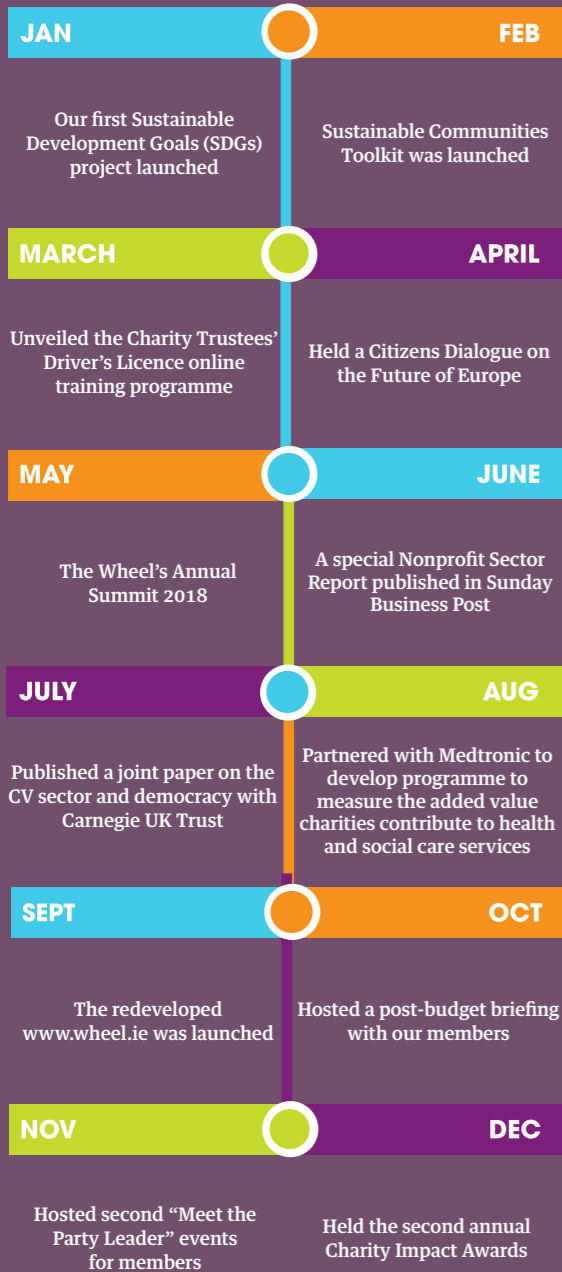 JAN
FEB
Our first Sustainable
Development Goals (SDGs)
project launched
Sustainable Communities
Toolkit was launched
MARCH
APRIL
Unveiled the Charity Trustees’
Driver’s Licence online
training programme
Held a Citizens Dialogue on
the Future of Europe
MAY
JUNE
The Wheel’s Annual
Summit 2018
A special Nonprofit Sector
Report published in Sunday
Business Post
JULY
AUG
Published a joint paper on the
CV sector and democracy with
Carnegie UK Trust
Partnered with Medtronic to
develop programme to
measure the added value
charities contribute to health
and social care services
SEPT
OCT
The redeveloped
www.wheel.ie was launched
Hosted a post-budget briefing
with our members
NOV
DEC
Hosted second “Meet the
Party Leader” events
for members
Held the second annual
Charity Impact Awards